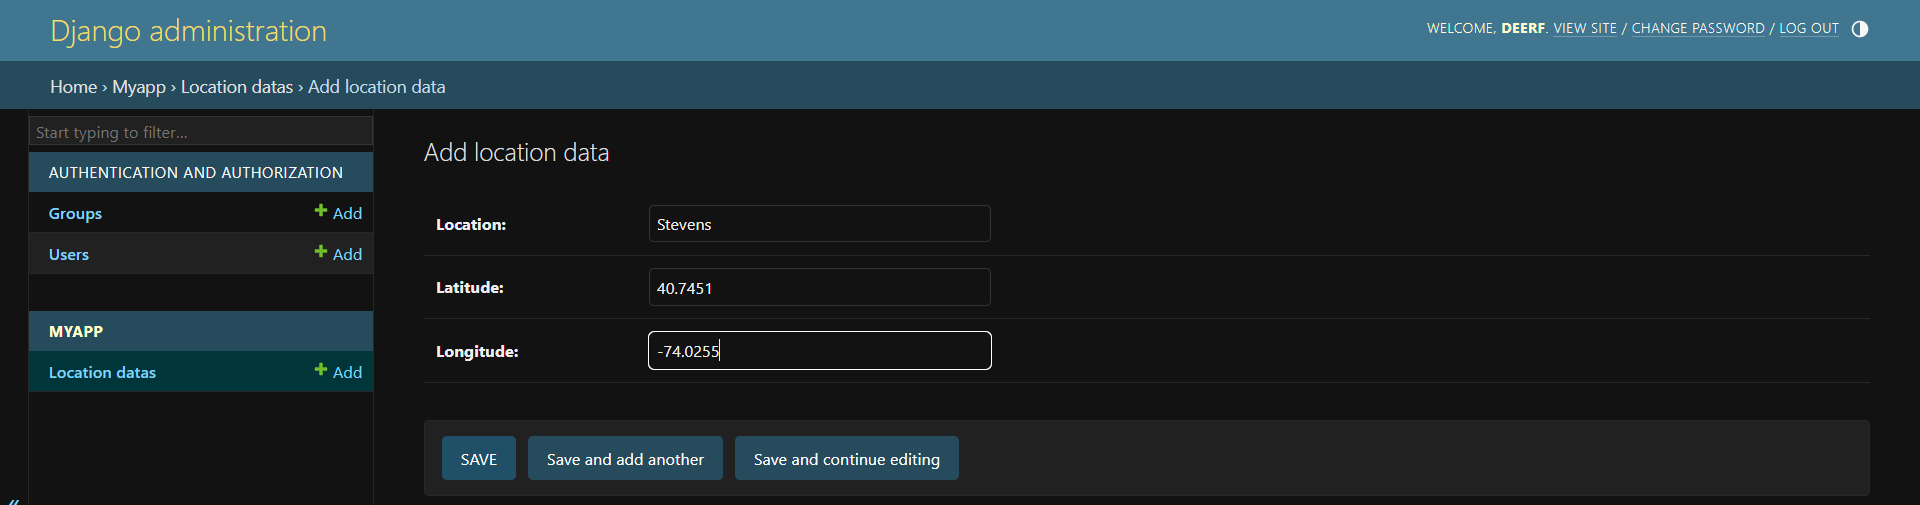 Django administration
WELCOME, DEERF. VIEW SITE / CHANGE PASSWORD / LOG OUT
Home › Myapp › Location datas › Add location data
Start typing to filter...
AUTHENTICATION AND AUTHORIZATION
Groups + Add
Users + Add
MYAPP
Location datas + Add
«
Add location data
Location: Stevens
Latitude: 40.7451
Longitude: -74.0255
SAVE Save and add another Save and continue editing